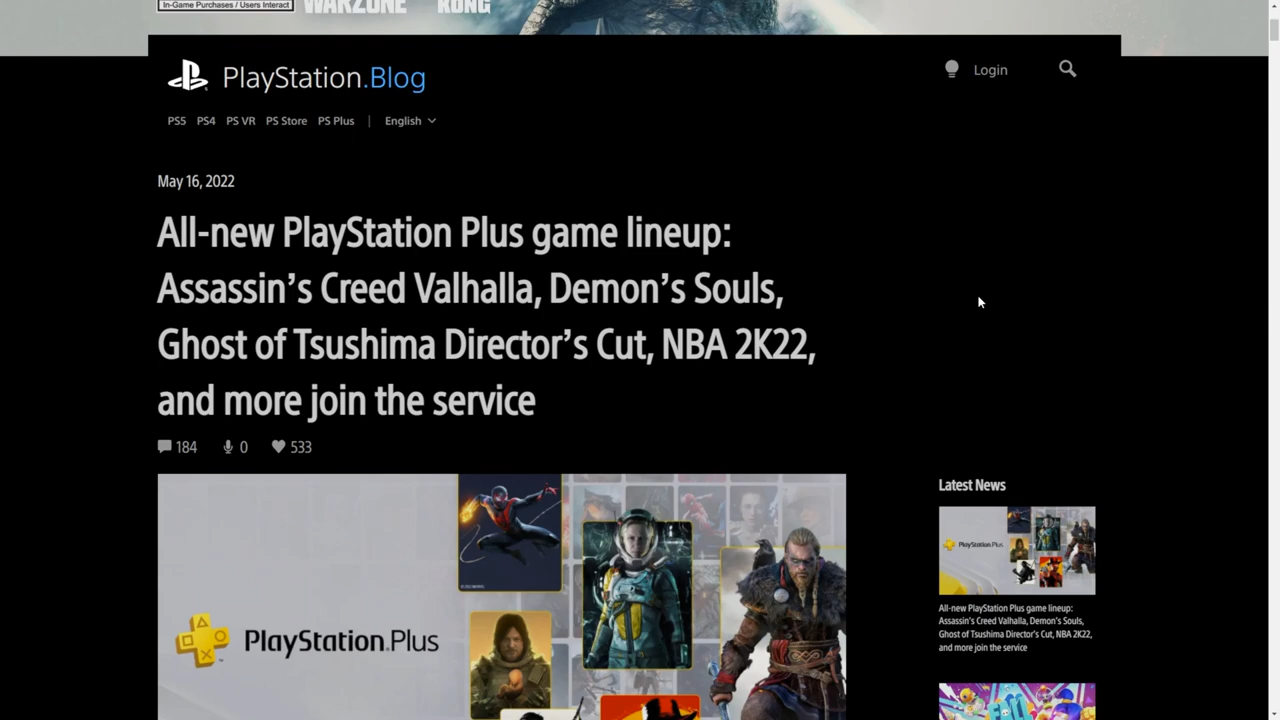 In-Game Purchases / Users Interact
WARZONE KONG
PlayStation.Blog
Login
PS5 PS4 PS VR PS Store PS Plus | English
May 16, 2022
All-new PlayStation Plus game lineup:
Assassin’s Creed Valhalla, Demon’s Souls,
Ghost of Tsushima Director’s Cut, NBA 2K22,
and more join the service
184 0 533
PlayStation.Plus
Latest News
PlayStation.Plus
All-new PlayStation Plus game lineup:
Assassin’s Creed Valhalla, Demon’s Souls,
Ghost of Tsushima Director’s Cut, NBA 2K22,
and more join the service